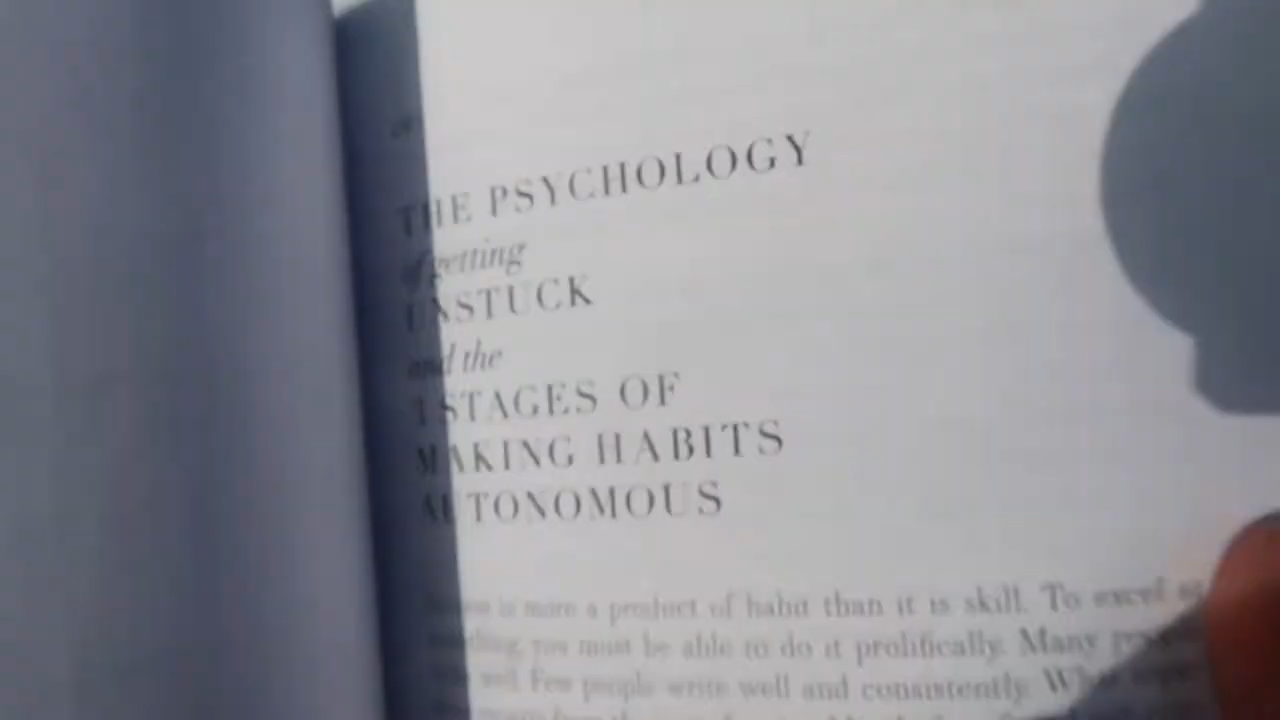 THE PSYCHOLOGY
of getting
UNSTUCK
and the
STAGES OF
MAKING HABITS
AUTONOMOUS
is more a product of habit than it is skill. To excel
you must be able to do it prolifically. Many
well. Few people write well and consistently.